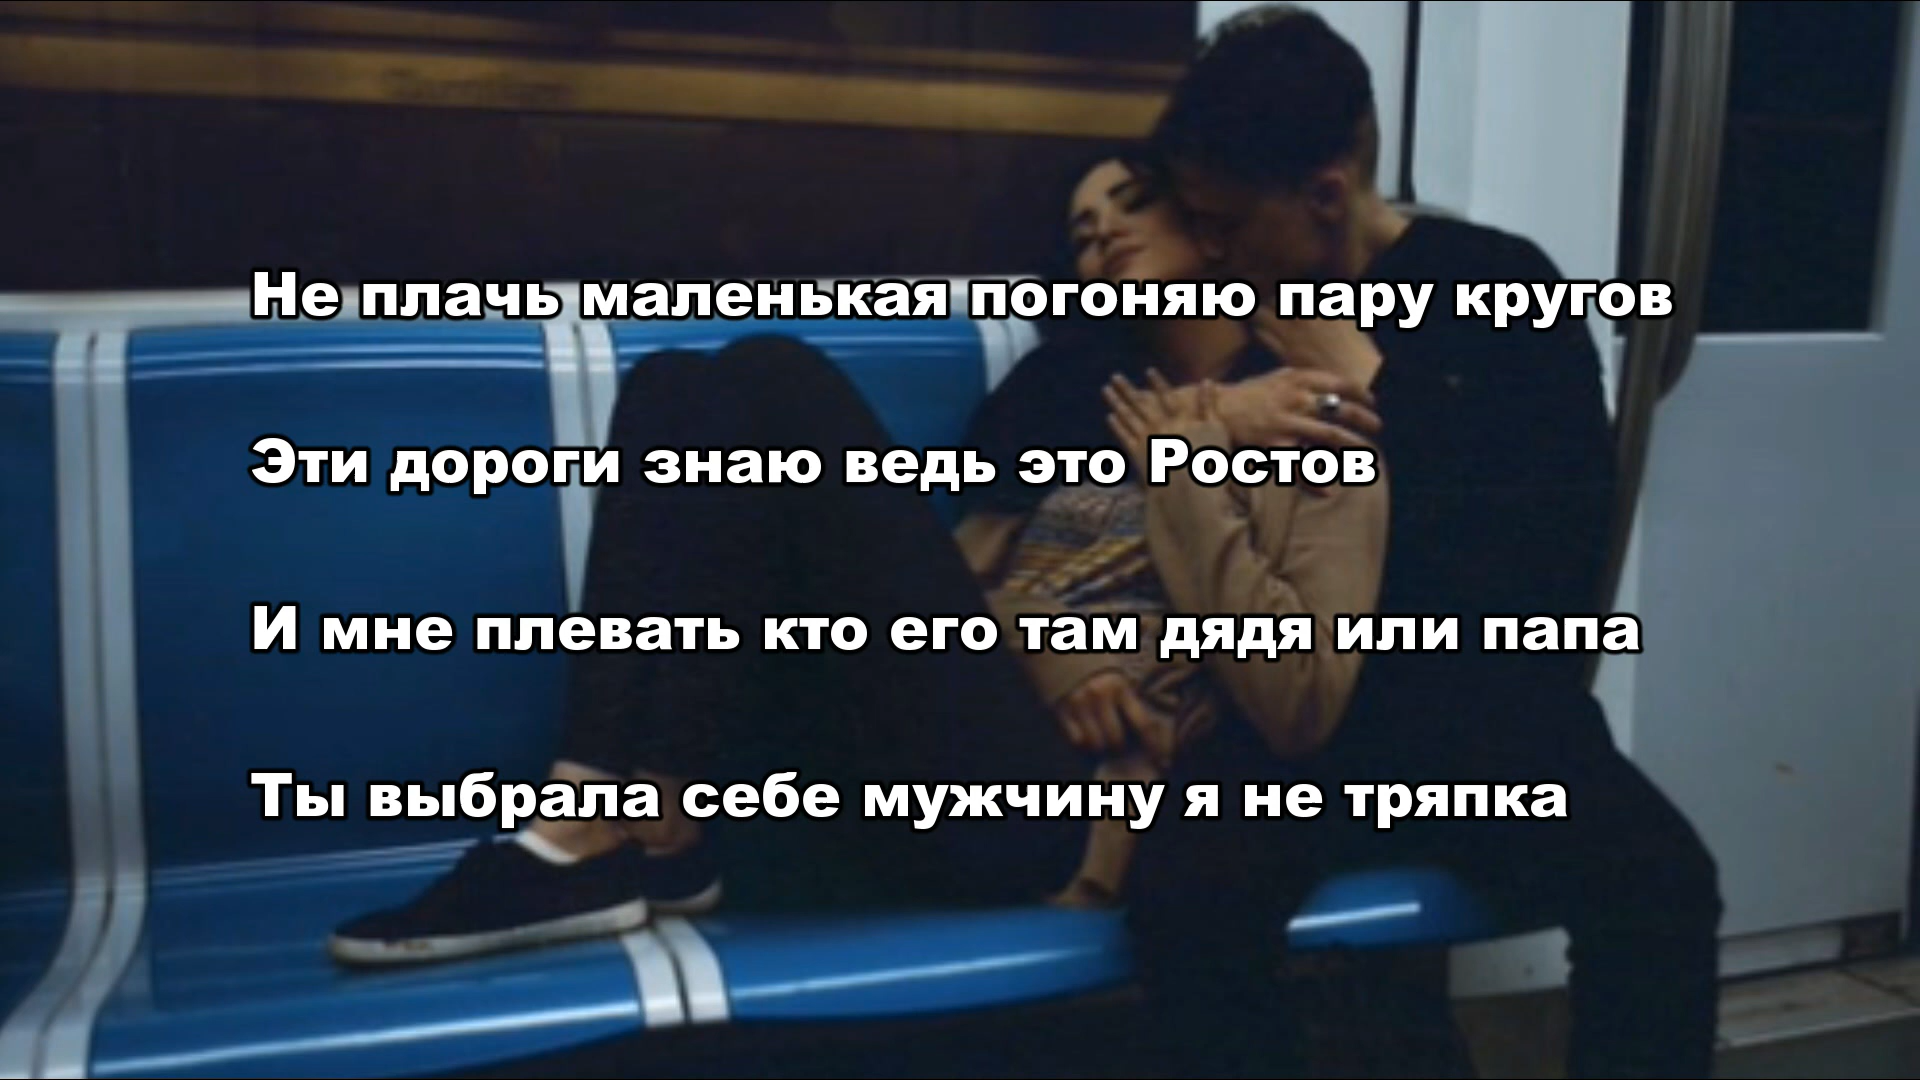 Не плачь маленькая погоняю пару кругов
Эти дороги знаю ведь это Ростов
И мне плевать кто его там дядя или папа
Ты выбрала себе мужчину я не тряпка